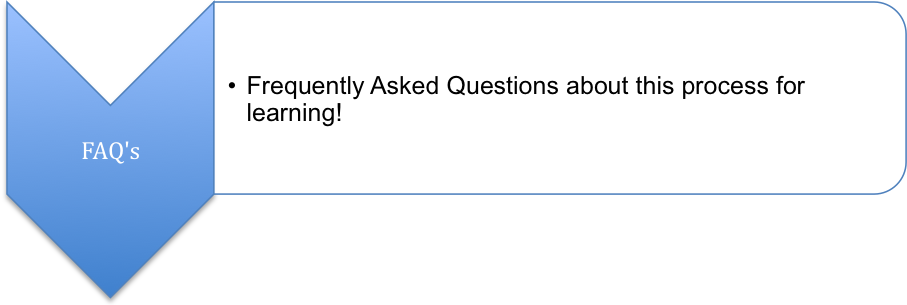 FAQ's
• Frequently Asked Questions about this process for
learning!